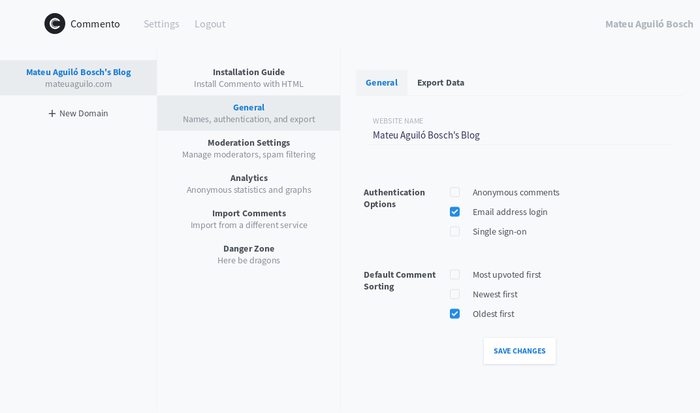 Commento
Settings
Logout
Mateu Aguiló Bosch
Mateu Aguiló Bosch's Blog
mateuaguilo.com
+ New Domain
Installation Guide
Install Commento with HTML
General
Names, authentication, and export
Moderation Settings
Manage moderators, spam filtering
Analytics
Anonymous statistics and graphs
Import Comments
Import from a different service
Danger Zone
Here be dragons
General
Export Data
WEBSITE NAME
Mateu Aguiló Bosch's Blog
Authentication
Options
Anonymous comments
Email address login
Single sign-on
Default Comment
Sorting
Most upvoted first
Newest first
Oldest first
SAVE CHANGES